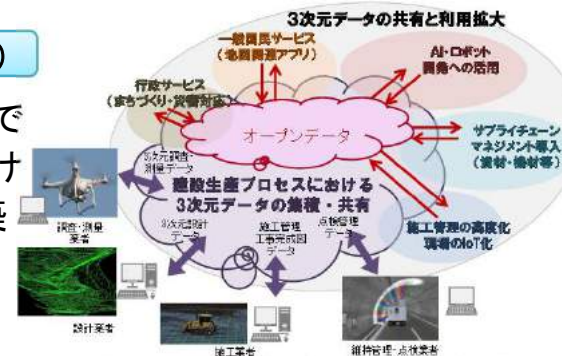 3次元データの共有と利用拡大
)
で
け
築
一般国民サービス
(地図関連アプリ)
AI・ロボット
開発への活用
行政サービス
(まちづくり・災害対応)
オープンデータ
サプライチェーン
マネジメント導入
(資材・機材等)
3次元調査・
測量データ
建設生産プロセスにおける
3次元データの集積・共有
施工管理の高度化
現場のIoT化
調査・測量
業者
3次元設計
データ
施工管理
工事完成図
データ
点検管理
データ
設計業者
施工業者
維持管理・点検業者